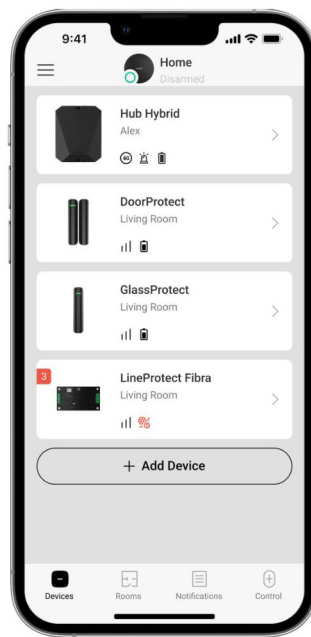 9:41
Home
Disarmed
Hub Hybrid
Alex
4G
DoorProtect
Living Room
GlassProtect
Living Room
3
LineProtect Fibra
Living Room
+ Add Device
Devices
Rooms
Notifications
Control